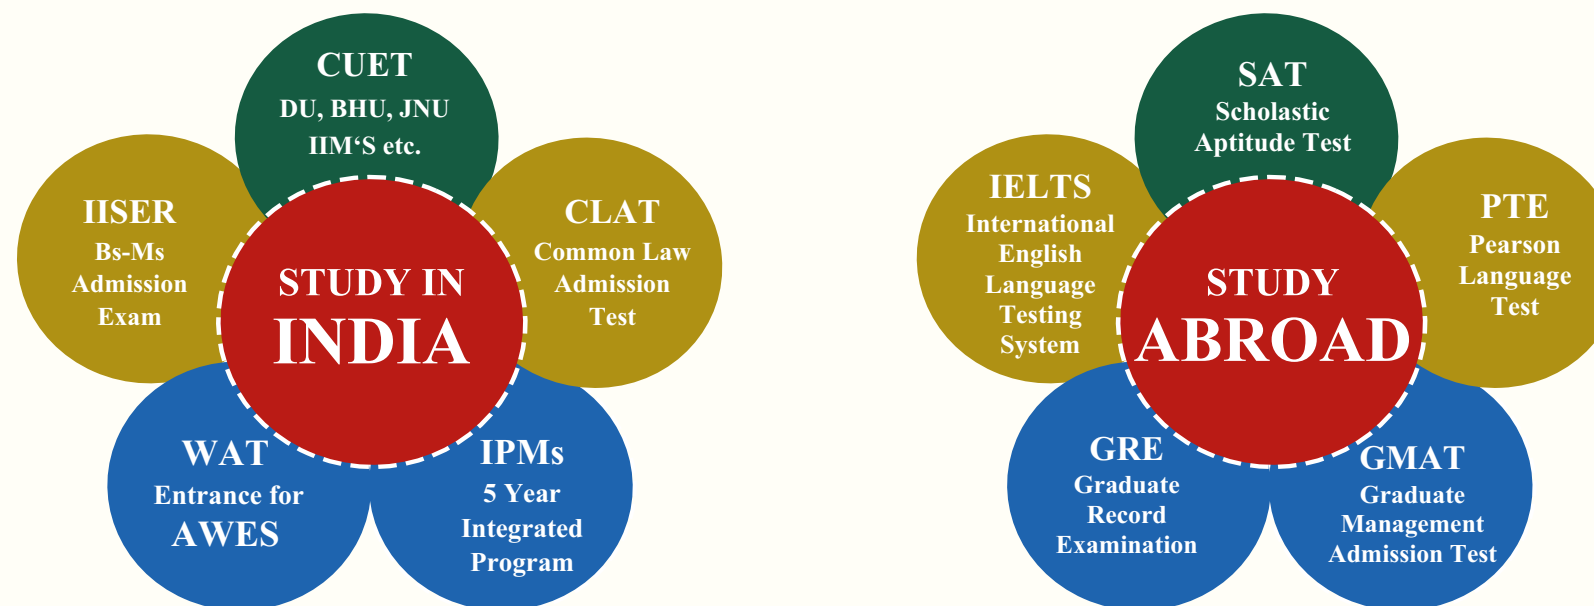 CUET
DU, BHU, JNU
IIM‘S etc.
IISER
Bs-Ms
Admission
Exam
CLAT
Common Law
Admission
Test
STUDY IN
INDIA
WAT
Entrance for
AWES
IPMs
5 Year
Integrated
Program
SAT
Scholastic
Aptitude Test
IELTS
International
English
Language
Testing
System
PTE
Pearson
Language
Test
STUDY
ABROAD
GRE
Graduate
Record
Examination
GMAT
Graduate
Management
Admission Test